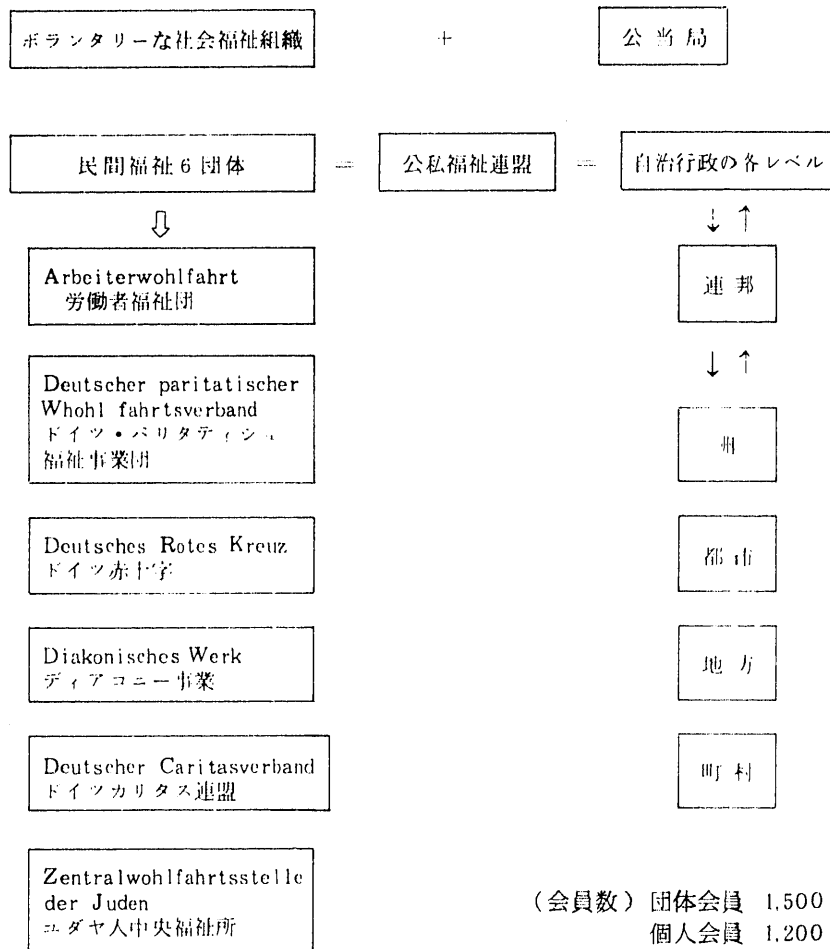 ボランタリーな社会福祉組織
+
公当局
民間福祉6団体
=
公私福祉連盟
=
自治行政の各レベル
⇩
↓ ↑
Arbeiterwohlfahrt
労働者福祉団
連邦
↓ ↑
Deutscher paritatischer
Whohl fahrtsverband
ドイツ・パリタティシュ
福祉事業団
州
Deutsches Rotes Kreuz
ドイツ赤十字
都市
Diakonisches Werk
ディアコニー事業
地方
Deutscher Caritasverband
ドイツカリタス連盟
町村
Zentralwohlfahrtsstelle
der Juden
ユダヤ人中央福祉所
(会員数) 団体会員 1,500
個人会員 1,200